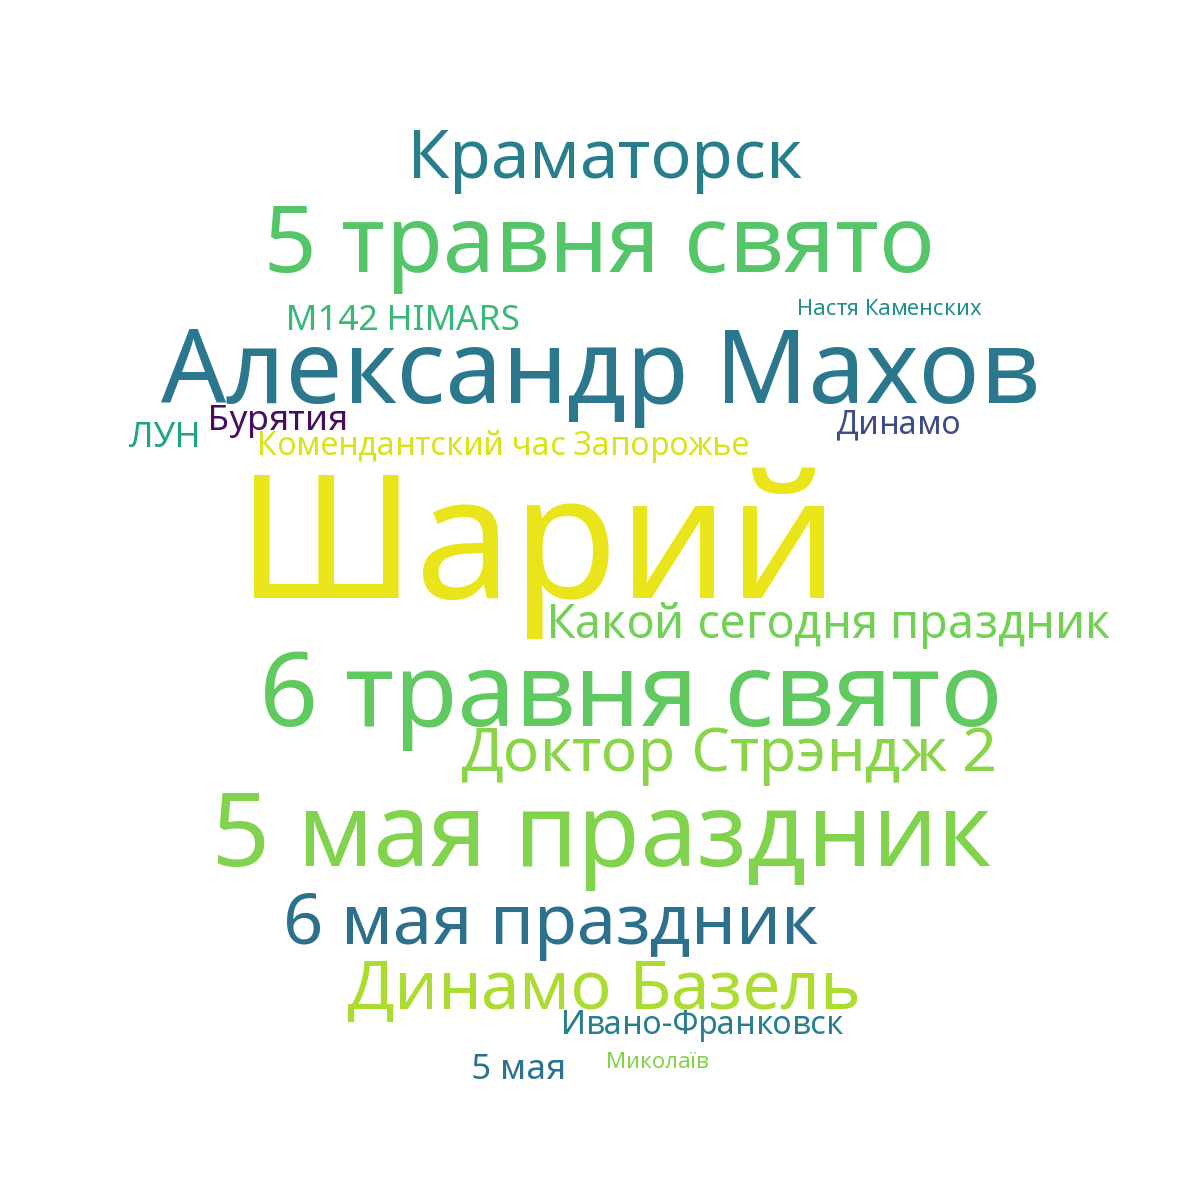 Краматорск
5 травня свято
M142 HIMARS
Настя Каменских
Александр Махов
Бурятия
Динамо
ЛУН
Комендантский час Запорожье
Шарий
Какой сегодня праздник
6 травня свято
Доктор Стрэндж 2
5 мая праздник
6 мая праздник
Динамо Базель
Ивано-Франковск
5 мая
Миколаїв